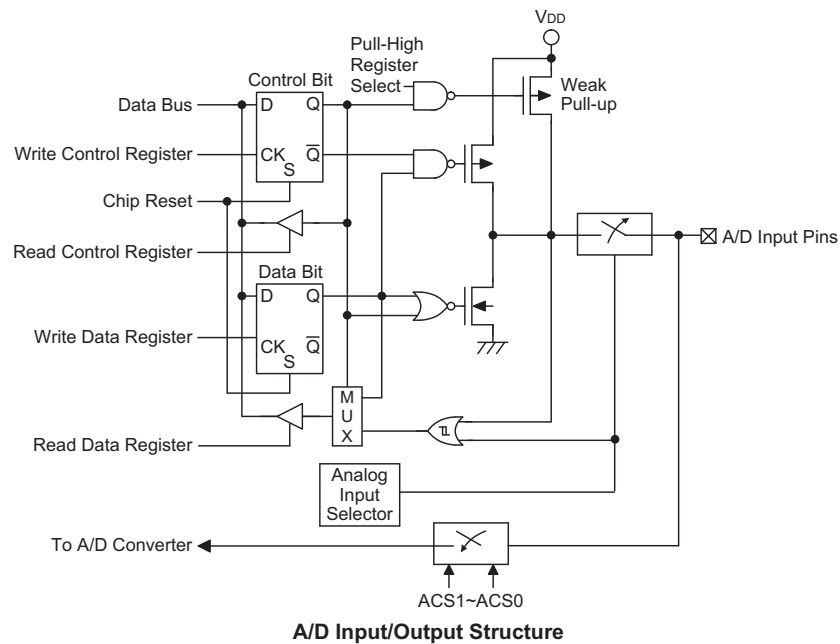 VDD
Pull-High
Register
Select
Weak
Pull-up
Control Bit
Data Bus
D Q
Write Control Register
CK Q̅
S
Chip Reset
Read Control Register
A/D Input Pins
Data Bit
D Q
Write Data Register
CK Q̅
S
M
U
X
Read Data Register
Analog
Input
Selector
To A/D Converter
ACS1~ACS0
A/D Input/Output Structure